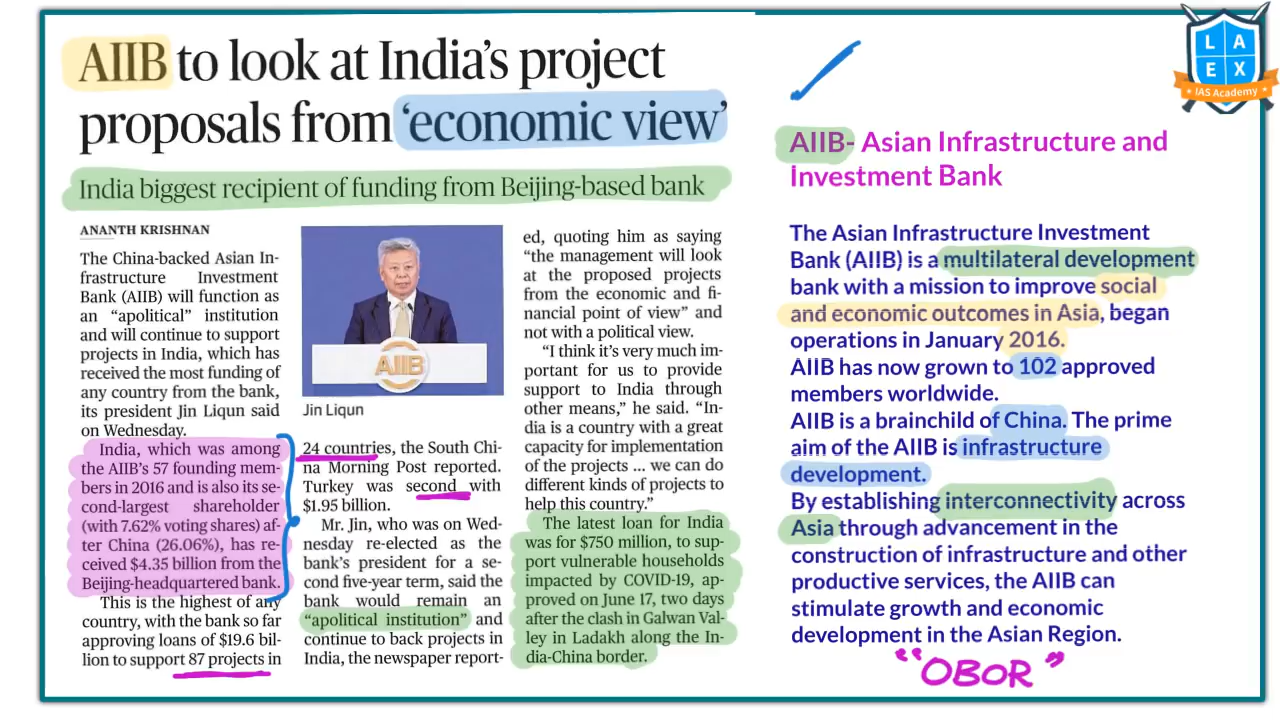 AIIB to look at India's project
proposals from 'economic view'
India biggest recipient of funding from Beijing-based bank
ANANTH KRISHNAN
The China-backed Asian In-
frastructure Investment
Bank (AIIB) will function as
an “apolitical” institution
and will continue to support
projects in India, which has
received the most funding of
any country from the bank,
its president Jin Liqun said
on Wednesday.
India, which was among
the AIIB's 57 founding mem-
bers in 2016 and is also its se-
cond-largest shareholder
(with 7.62% voting shares) af-
ter China (26.06%), has re-
ceived $4.35 billion from the
Beijing-headquartered bank.
This is the highest of any
country, with the bank so far
approving loans of $19.6 bil-
lion to support 87 projects in
AIIB
Jin Liqun
24 countries, the South Chi-
na Morning Post reported.
Turkey was second with
$1.95 billion.
Mr. Jin, who was on Wed-
nesday re-elected as the
bank's president for a se-
cond five-year term, said the
bank would remain an
“apolitical institution” and
continue to back projects in
India, the newspaper report-
ed, quoting him as saying
“the management will look
at the proposed projects
from the economic and fi-
nancial point of view” and
not with a political view.
“I think it's very much im-
portant for us to provide
support to India through
other means,” he said. “In-
dia is a country with a great
capacity for implementation
of the projects ... we can do
different kinds of projects to
help this country.”
The latest loan for India
was for $750 million, to sup-
port vulnerable households
impacted by COVID-19, ap-
proved on June 17, two days
after the clash in Galwan Val-
ley in Ladakh along the In-
dia-China border.
L A
E X
IAS Academy
AIIB- Asian Infrastructure and
Investment Bank
The Asian Infrastructure Investment
Bank (AIIB) is a multilateral development
bank with a mission to improve social
and economic outcomes in Asia, began
operations in January 2016.
AIIB has now grown to 102 approved
members worldwide.
AIIB is a brainchild of China. The prime
aim of the AIIB is infrastructure
development.
By establishing interconnectivity across
Asia through advancement in the
construction of infrastructure and other
productive services, the AIIB can
stimulate growth and economic
development in the Asian Region.
“OBOR”